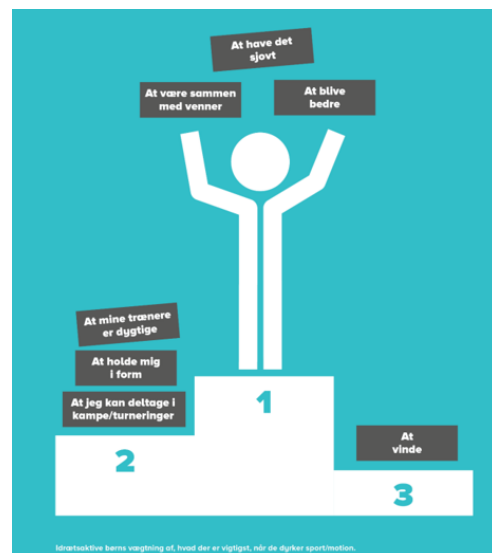 At have det
sjovt
At være sammen
med venner
At blive
bedre
At mine trænere
er dygtige
At holde mig
i form
At jeg kan deltage i
kampe/turneringer
1
2
At
vinde
3
Idrætsaktive børns vægtning af, hvad der er vigtigst, når de dyrker sport/motion.